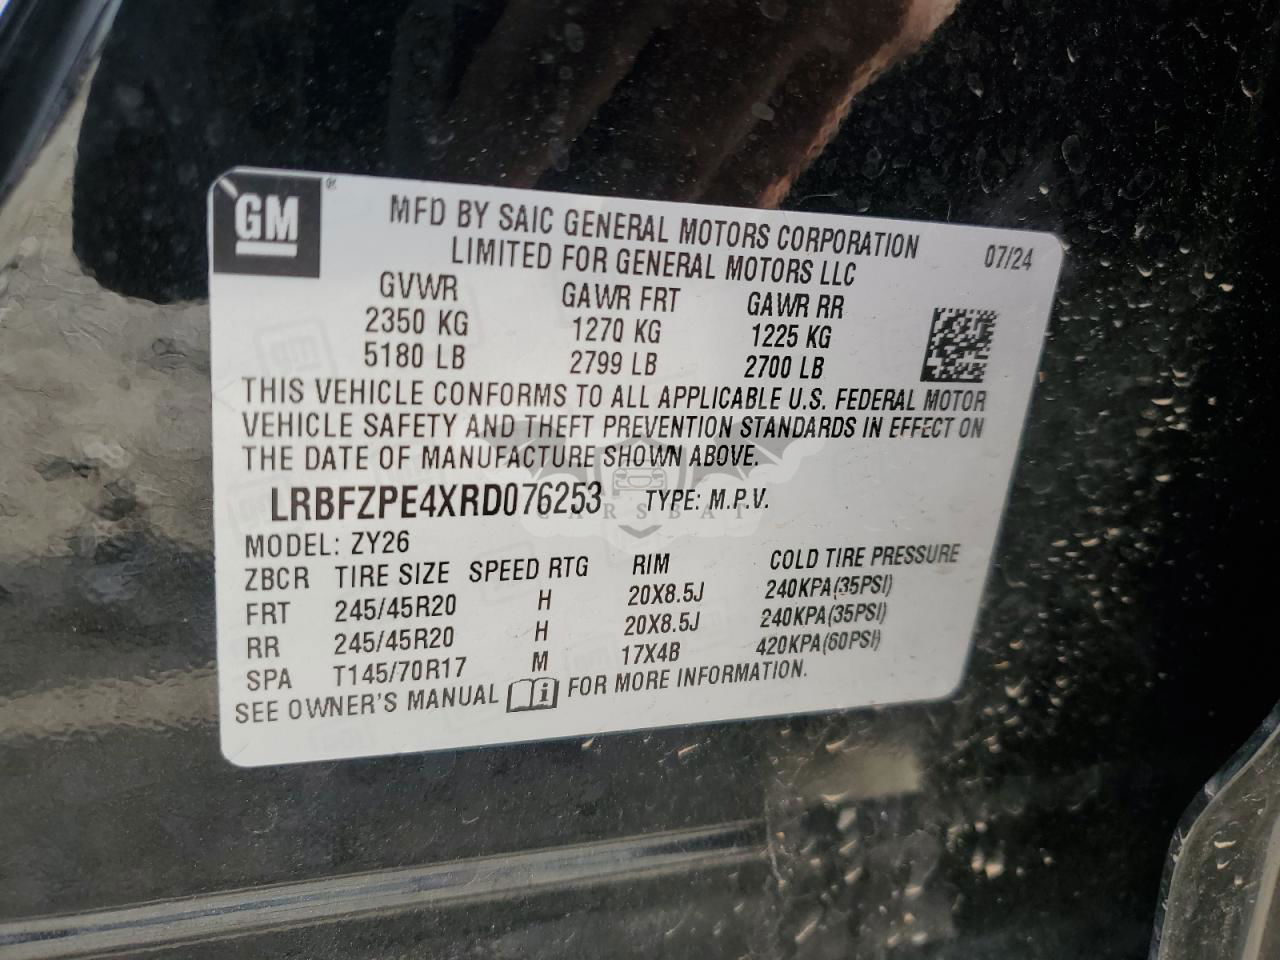 GM ®
MFD BY SAIC GENERAL MOTORS CORPORATION
LIMITED FOR GENERAL MOTORS LLC
07/24
GVWR GAWR FRT GAWR RR
2350 KG 1270 KG 1225 KG
5180 LB 2799 LB 2700 LB
THIS VEHICLE CONFORMS TO ALL APPLICABLE U.S. FEDERAL MOTOR
VEHICLE SAFETY AND THEFT PREVENTION STANDARDS IN EFFECT ON
THE DATE OF MANUFACTURE SHOWN ABOVE.
LRBFZPE4XRD076253 TYPE: M.P.V.
CARSBAT
MODEL: ZY26
ZBCR TIRE SIZE SPEED RTG RIM COLD TIRE PRESSURE
FRT 245/45R20 H 20X8.5J 240KPA(35PSI)
RR 245/45R20 H 20X8.5J 240KPA(35PSI)
SPA T145/70R17 M 17X4B 420KPA(60PSI)
SEE OWNER'S MANUAL FOR MORE INFORMATION.